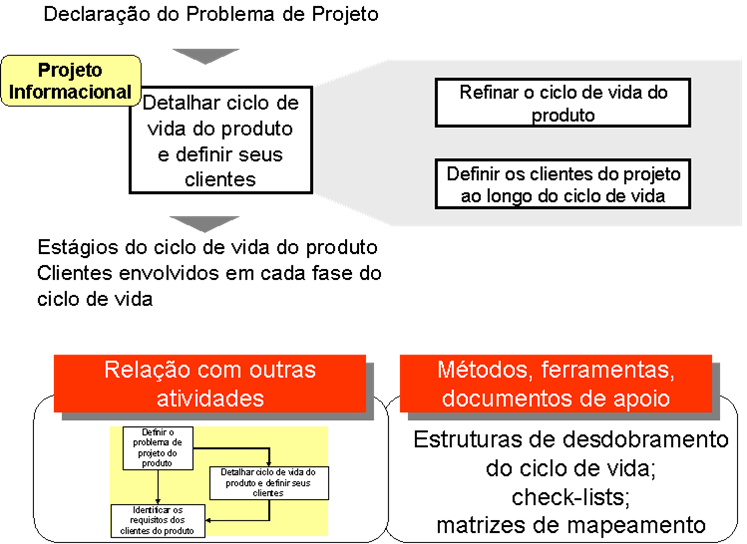 Declaração do Problema de Projeto
Projeto
Informacional
Detalhar ciclo de
vida do produto
e definir seus
clientes
Refinar o ciclo de vida do
produto
Definir os clientes do projeto
ao longo do ciclo de vida
Estágios do ciclo de vida do produto
Clientes envolvidos em cada fase do
ciclo de vida
Relação com outras
atividades
Definir o
problema de
projeto do
produto
Detalhar ciclo de vida do
produto e definir seus
clientes
Identificar os
requisitos dos
clientes do produto
Métodos, ferramentas,
documentos de apoio
Estruturas de desdobramento
do ciclo de vida;
check-lists;
matrizes de mapeamento